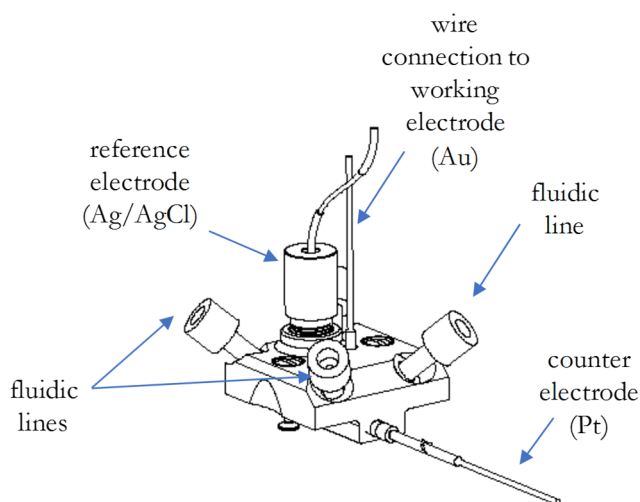 wire
connection to
working
electrode
(Au)
reference
electrode
(Ag/AgCl)
fluidic
line
counter
electrode
(Pt)
fluidic
lines